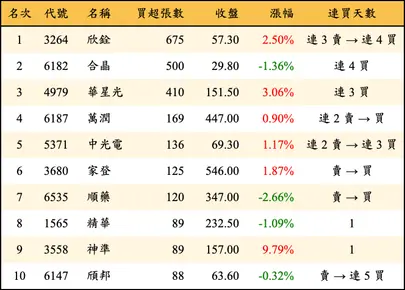 名次 代號 名稱 買超張數 收盤 漲幅 連買天數
1 3264 欣銓 675 57.30 2.50% 連 3 賣 → 連 4 買
2 6182 合晶 500 29.80 -1.36% 連 4 買
3 4979 華星光 410 151.50 3.06% 連 3 買
4 6187 萬潤 169 447.00 0.90% 連 2 賣 → 買
5 5371 中光電 136 69.30 1.17% 連 2 賣 → 連 3 買
6 3680 家登 125 546.00 1.87% 賣 → 買
7 6535 順藥 120 347.00 -2.66% 賣 → 買
8 1565 精華 89 232.50 -1.09% 1
9 3558 神準 89 157.00 9.79% 1
10 6147 頎邦 88 63.60 -0.32% 賣 → 連 5 買